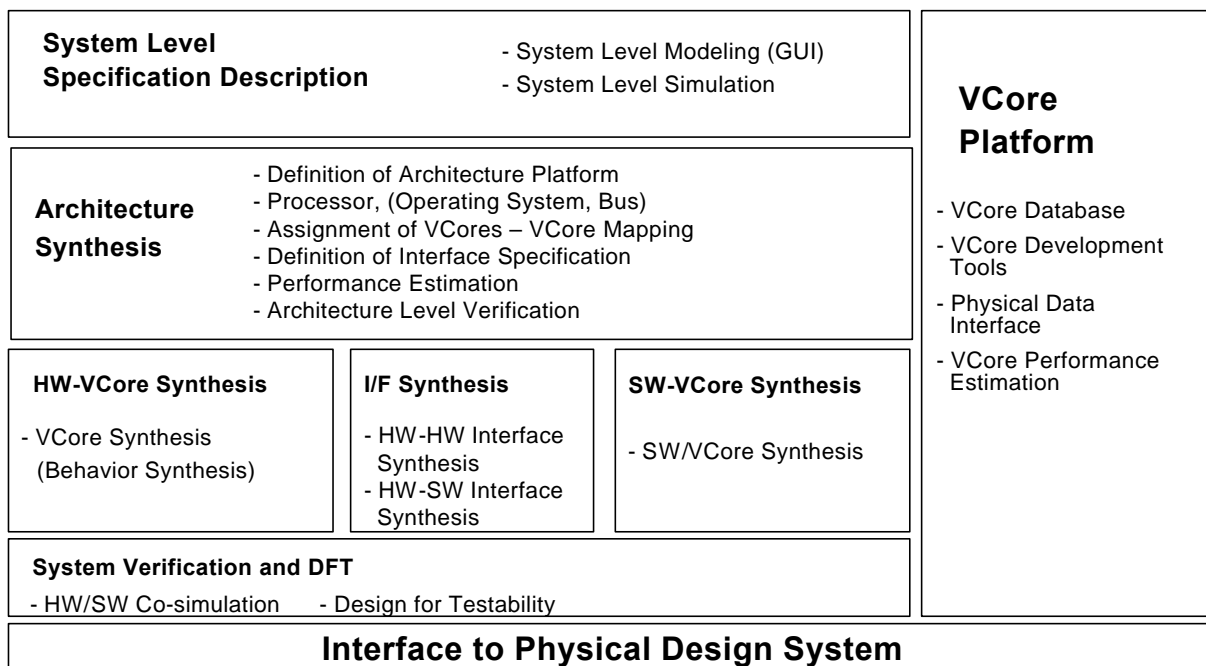 System Level
Specification Description
- System Level Modeling (GUI)
- System Level Simulation
Architecture
Synthesis
- Definition of Architecture Platform
- Processor, (Operating System, Bus)
- Assignment of VCores – VCore Mapping
- Definition of Interface Specification
- Performance Estimation
- Architecture Level Verification
HW-VCore Synthesis
- VCore Synthesis
(Behavior Synthesis)
I/F Synthesis
- HW-HW Interface
Synthesis
- HW-SW Interface
Synthesis
SW-VCore Synthesis
- SW/VCore Synthesis
System Verification and DFT
- HW/SW Co-simulation - Design for Testability
VCore
Platform
- VCore Database
- VCore Development
Tools
- Physical Data
Interface
- VCore Performance
Estimation
Interface to Physical Design System